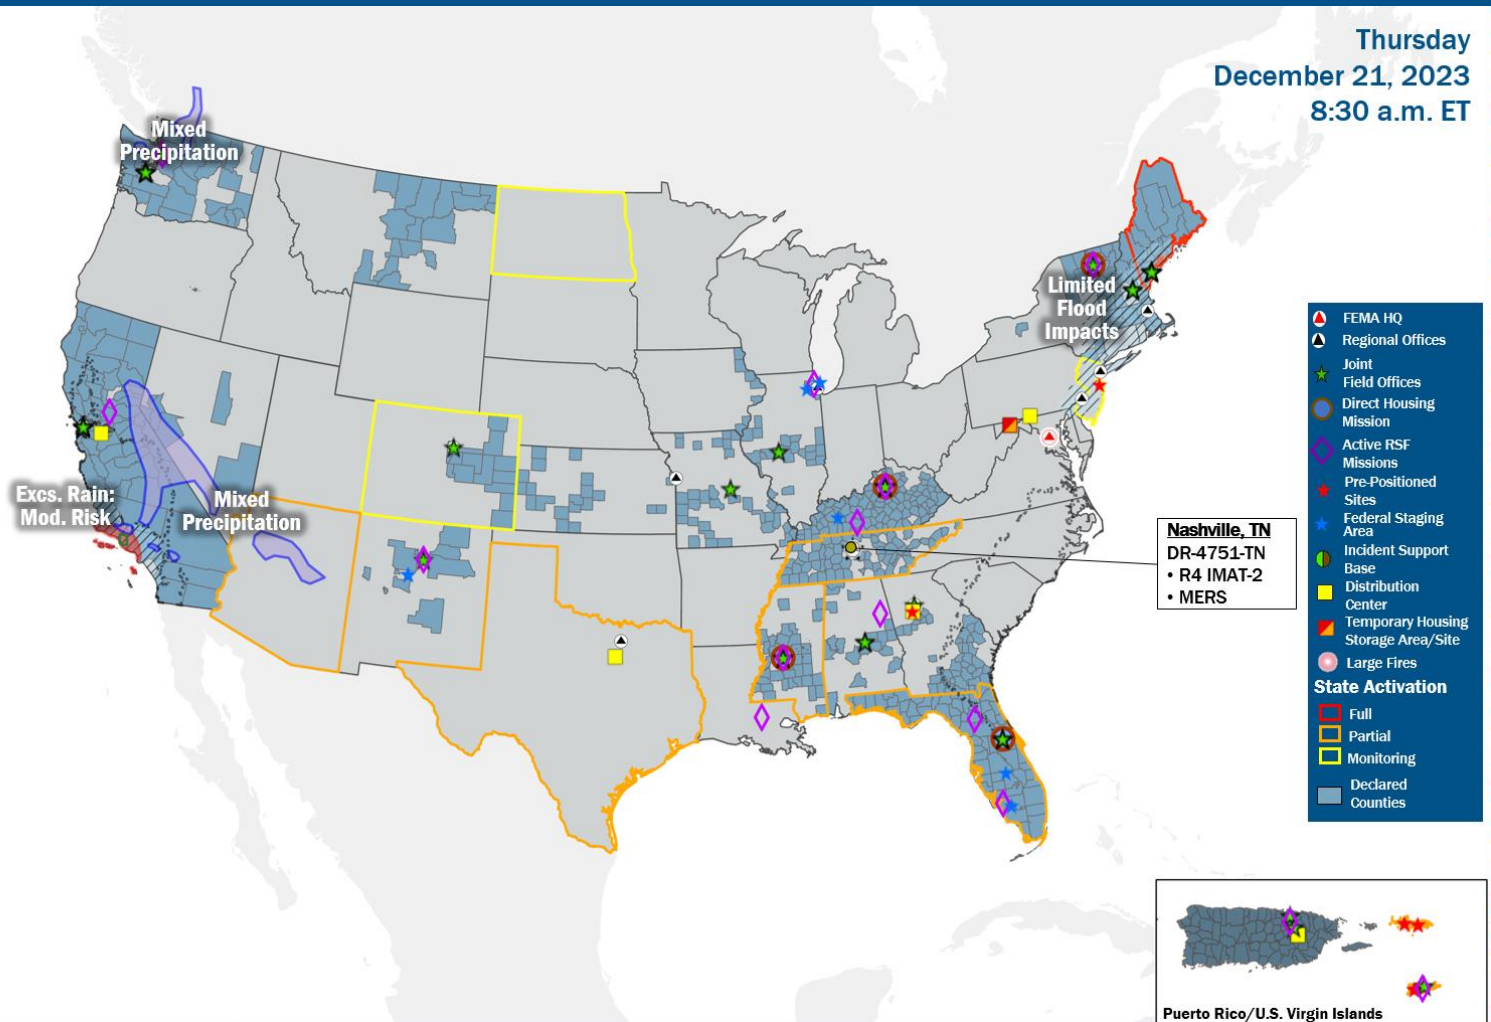 Thursday
December 21, 2023
8:30 a.m. ET
Mixed
Precipitation
Limited
Flood
Impacts
Excs. Rain:
Mod. Risk
Mixed
Precipitation
Nashville, TN
DR-4751-TN
• R4 IMAT-2
• MERS
FEMA HQ
Regional Offices
Joint
Field Offices
Direct Housing
Mission
Active RSF
Missions
Pre-Positioned
Sites
Federal Staging
Area
Incident Support
Base
Distribution
Center
Temporary Housing
Storage Area/Site
Large Fires
State Activation
Full
Partial
Monitoring
Declared
Counties
Puerto Rico/U.S. Virgin Islands